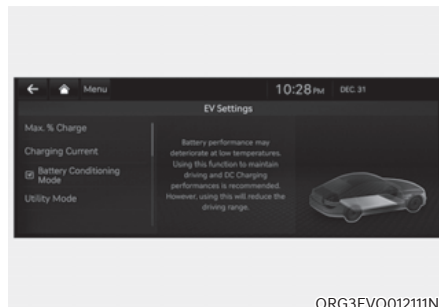 Menu
10:28 PM DEC. 31
EV Settings
Max. % Charge
Charging Current
Battery Conditioning
Mode
Utility Mode
Battery performance may
deteriorate at low temperatures.
Using this function to maintain
driving and DC Charging
performances is recommended.
However, using this will reduce the
driving range.
ORG3EVQ012111N